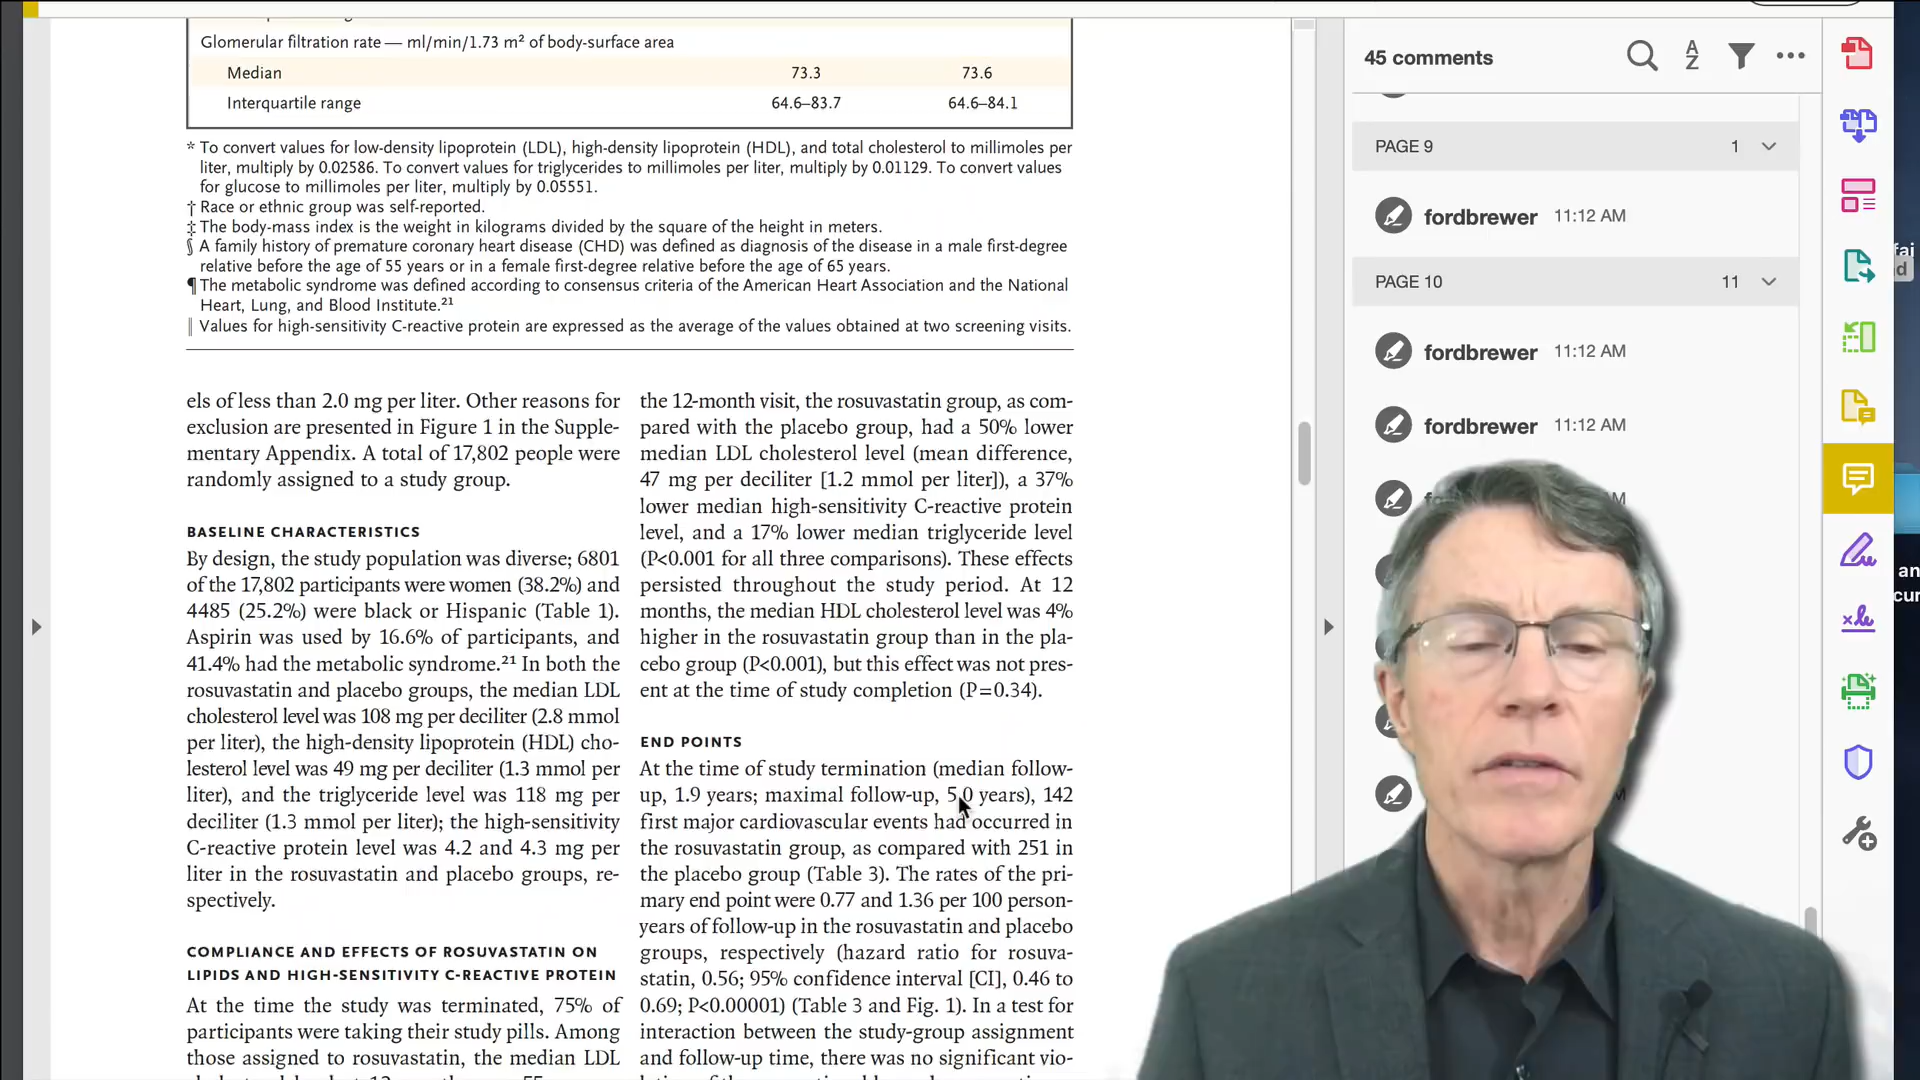 Glomerular filtration rate — ml/min/1.73 m² of body-surface area
Median 73.3 73.6
Interquartile range 64.6–83.7 64.6–84.1
* To convert values for low-density lipoprotein (LDL), high-density lipoprotein (HDL), and total cholesterol to millimoles per
liter, multiply by 0.02586. To convert values for triglycerides to millimoles per liter, multiply by 0.01129. To convert values
for glucose to millimoles per liter, multiply by 0.05551.
† Race or ethnic group was self-reported.
‡ The body-mass index is the weight in kilograms divided by the square of the height in meters.
§ A family history of premature coronary heart disease (CHD) was defined as diagnosis of the disease in a male first-degree
relative before the age of 55 years or in a female first-degree relative before the age of 65 years.
¶ The metabolic syndrome was defined according to consensus criteria of the American Heart Association and the National
Heart, Lung, and Blood Institute.²¹
‖ Values for high-sensitivity C-reactive protein are expressed as the average of the values obtained at two screening visits.
els of less than 2.0 mg per liter. Other reasons for
exclusion are presented in Figure 1 in the Supple-
mentary Appendix. A total of 17,802 people were
randomly assigned to a study group.
BASELINE CHARACTERISTICS
By design, the study population was diverse; 6801
of the 17,802 participants were women (38.2%) and
4485 (25.2%) were black or Hispanic (Table 1).
Aspirin was used by 16.6% of participants, and
41.4% had the metabolic syndrome.²¹ In both the
rosuvastatin and placebo groups, the median LDL
cholesterol level was 108 mg per deciliter (2.8 mmol
per liter), the high-density lipoprotein (HDL) cho-
lesterol level was 49 mg per deciliter (1.3 mmol per
liter), and the triglyceride level was 118 mg per
deciliter (1.3 mmol per liter); the high-sensitivity
C-reactive protein level was 4.2 and 4.3 mg per
liter in the rosuvastatin and placebo groups, re-
spectively.
COMPLIANCE AND EFFECTS OF ROSUVASTATIN ON
LIPIDS AND HIGH-SENSITIVITY C-REACTIVE PROTEIN
At the time the study was terminated, 75% of
participants were taking their study pills. Among
those assigned to rosuvastatin, the median LDL
the 12-month visit, the rosuvastatin group, as com-
pared with the placebo group, had a 50% lower
median LDL cholesterol level (mean difference,
47 mg per deciliter [1.2 mmol per liter]), a 37%
lower median high-sensitivity C-reactive protein
level, and a 17% lower median triglyceride level
(P<0.001 for all three comparisons). These effects
persisted throughout the study period. At 12
months, the median HDL cholesterol level was 4%
higher in the rosuvastatin group than in the pla-
cebo group (P<0.001), but this effect was not pres-
ent at the time of study completion (P=0.34).
END POINTS
At the time of study termination (median follow-
up, 1.9 years; maximal follow-up, 5.0 years), 142
first major cardiovascular events had occurred in
the rosuvastatin group, as compared with 251 in
the placebo group (Table 3). The rates of the pri-
mary end point were 0.77 and 1.36 per 100 person-
years of follow-up in the rosuvastatin and placebo
groups, respectively (hazard ratio for rosuva-
statin, 0.56; 95% confidence interval [CI], 0.46 to
0.69; P<0.00001) (Table 3 and Fig. 1). In a test for
interaction between the study-group assignment
and follow-up time, there was no significant vio-
45 comments
PAGE 9 1
fordbrewer 11:12 AM
PAGE 10 11
fordbrewer 11:12 AM
fordbrewer 11:12 AM